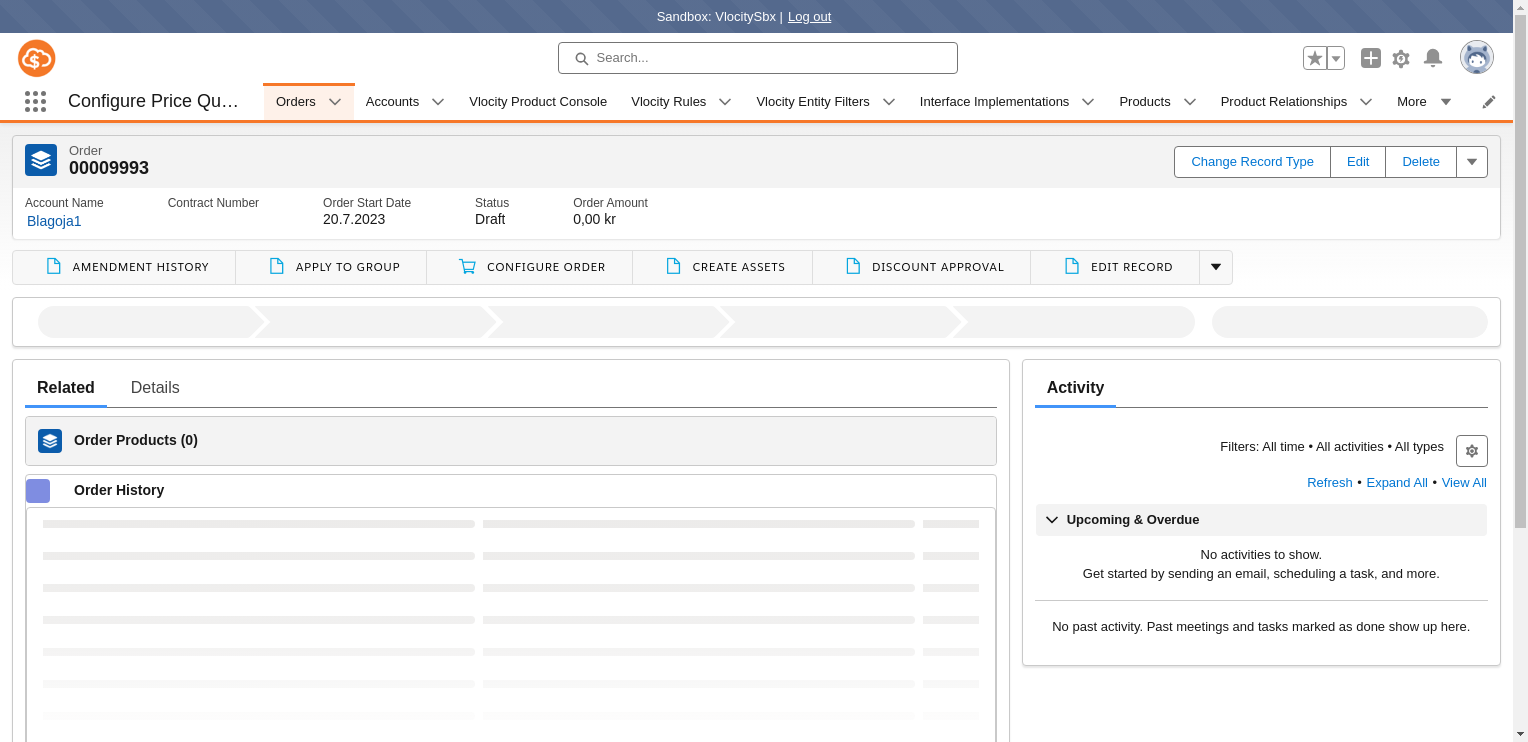 Sandbox: VlocitySbx | Log out
Search...
Configure Price Qu...
Orders
Accounts
Vlocity Product Console
Vlocity Rules
Vlocity Entity Filters
Interface Implementations
Products
Product Relationships
More
Order
00009993
Change Record Type
Edit
Delete
Account Name
Blagoja1
Contract Number
Order Start Date
20.7.2023
Status
Draft
Order Amount
0,00 kr
AMENDMENT HISTORY
APPLY TO GROUP
CONFIGURE ORDER
CREATE ASSETS
DISCOUNT APPROVAL
EDIT RECORD
Related
Details
Order Products (0)
Order History
Activity
Filters: All time • All activities • All types
Refresh • Expand All • View All
Upcoming & Overdue
No activities to show.
Get started by sending an email, scheduling a task, and more.
No past activity. Past meetings and tasks marked as done show up here.